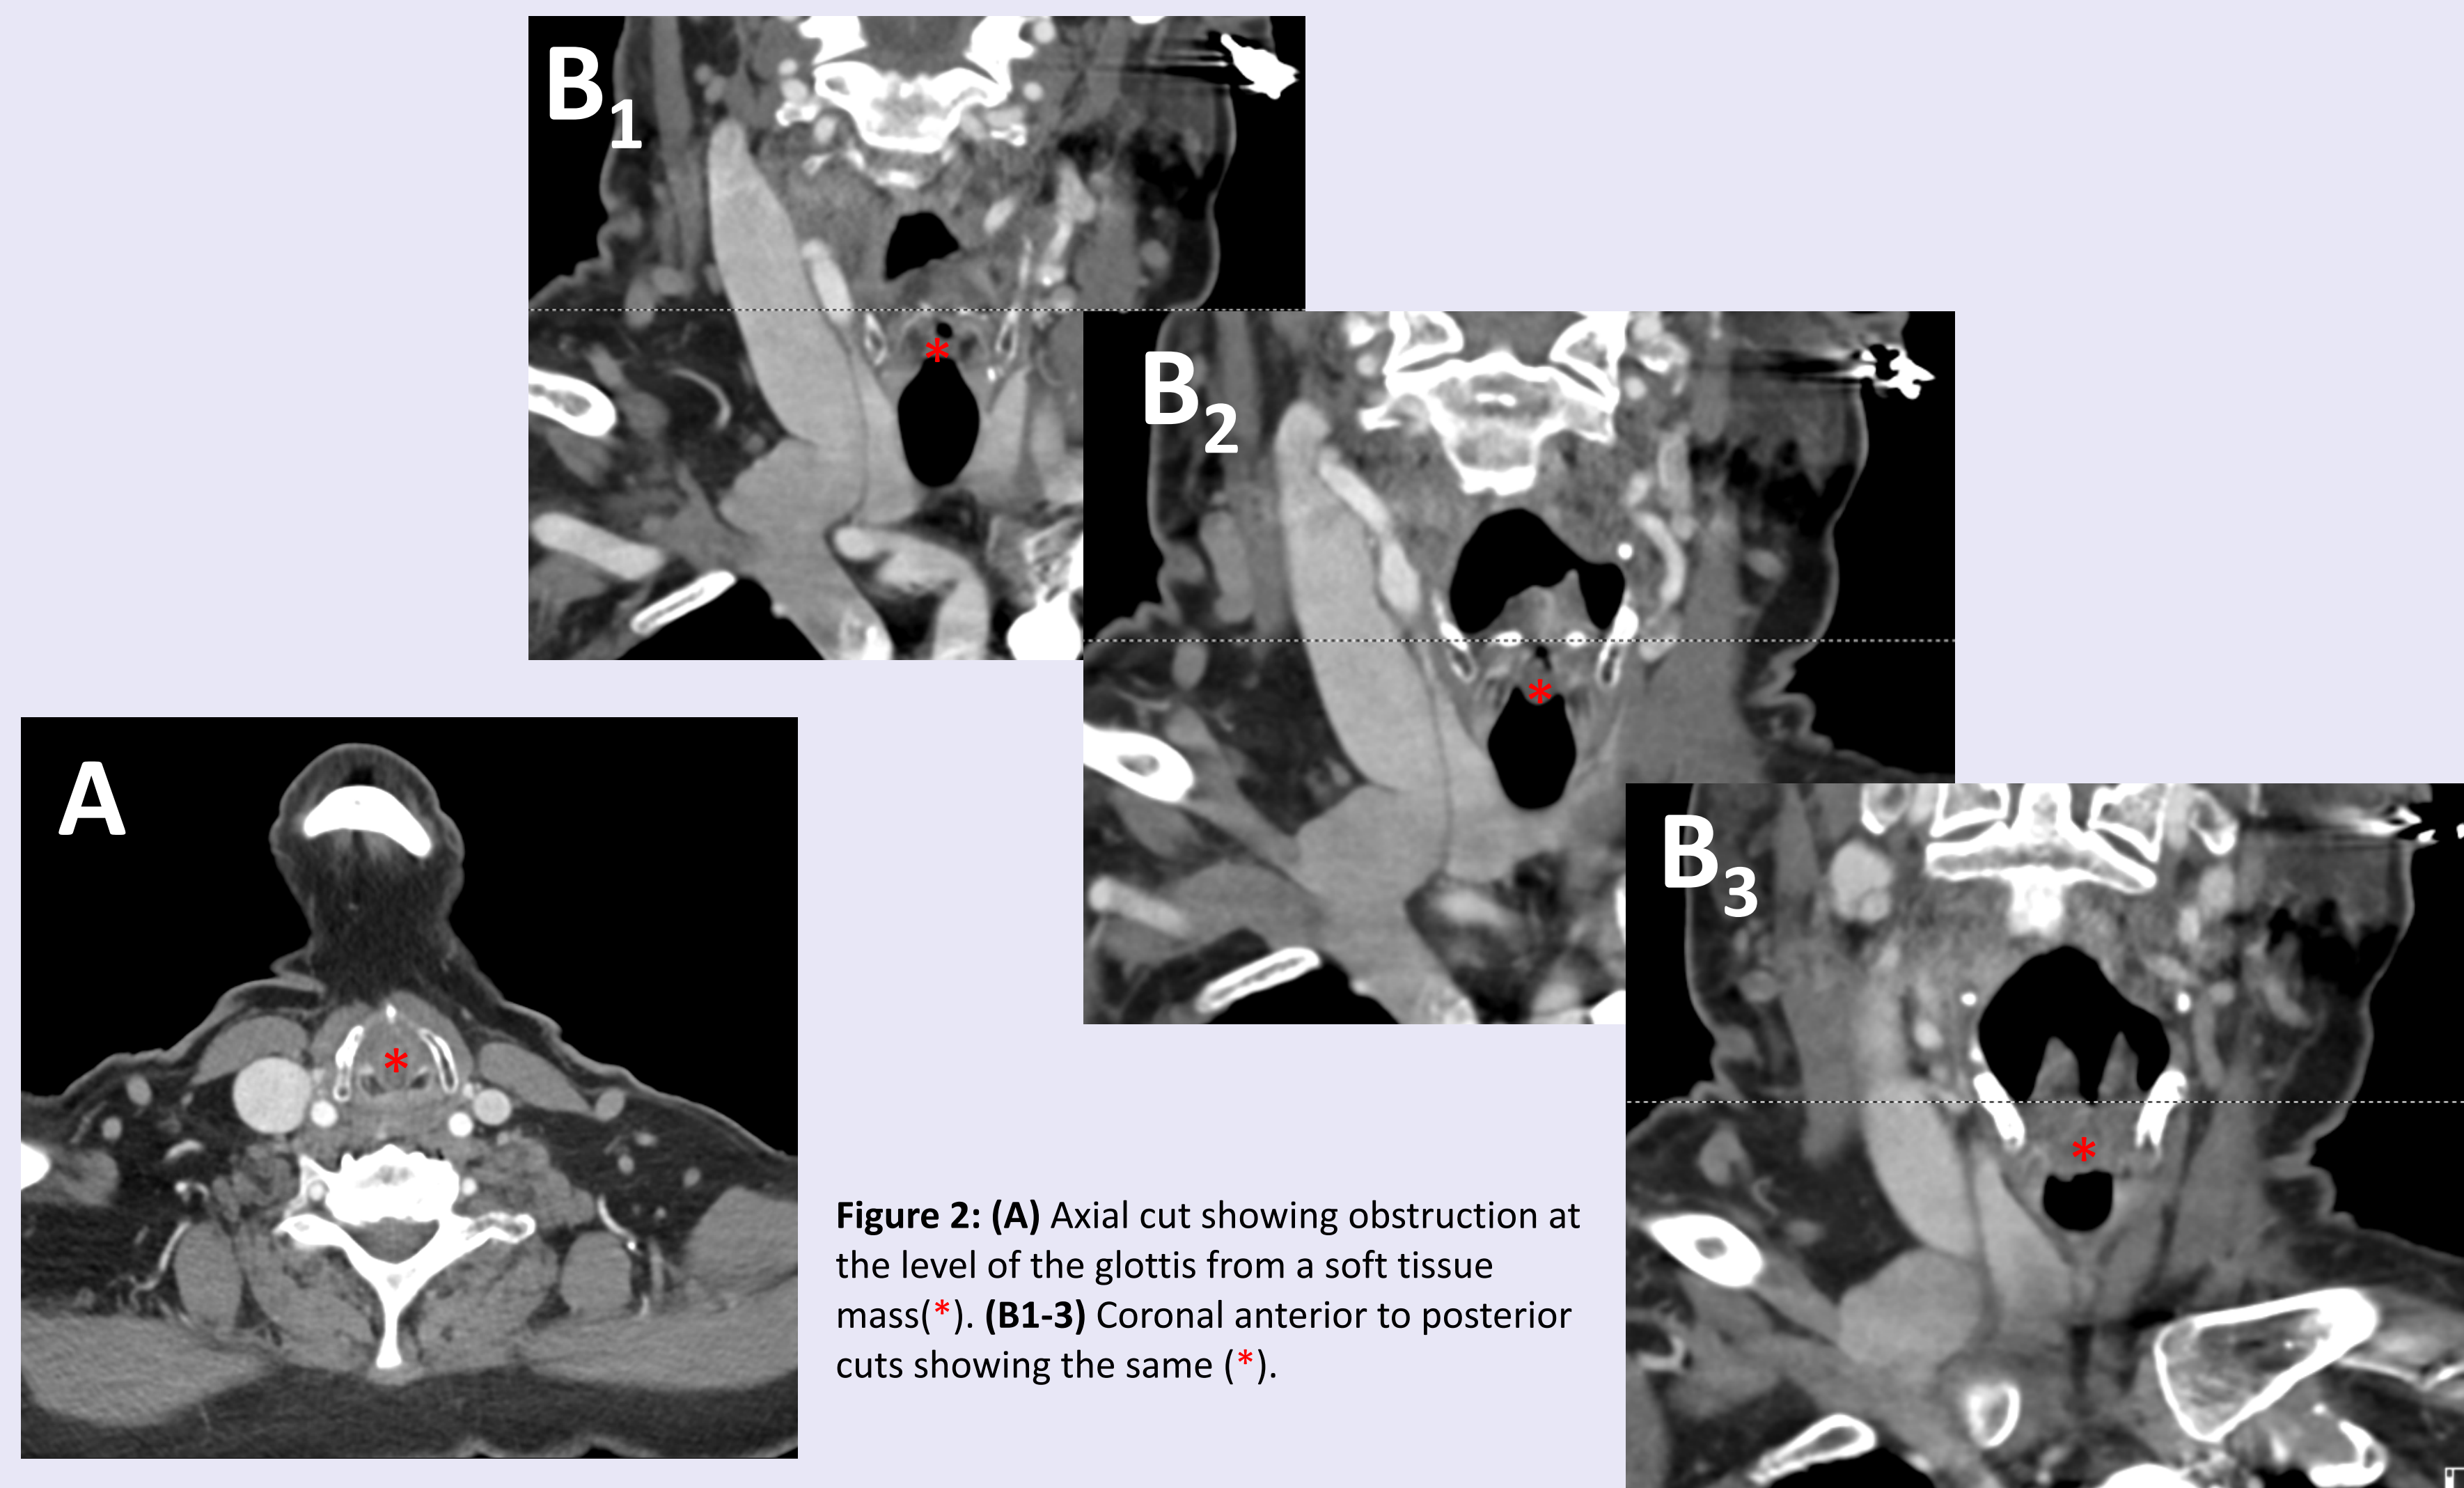 B1
B2
A
B3
Figure 2: (A) Axial cut showing obstruction at
the level of the glottis from a soft tissue
mass(*). (B1-3) Coronal anterior to posterior
cuts showing the same (*).